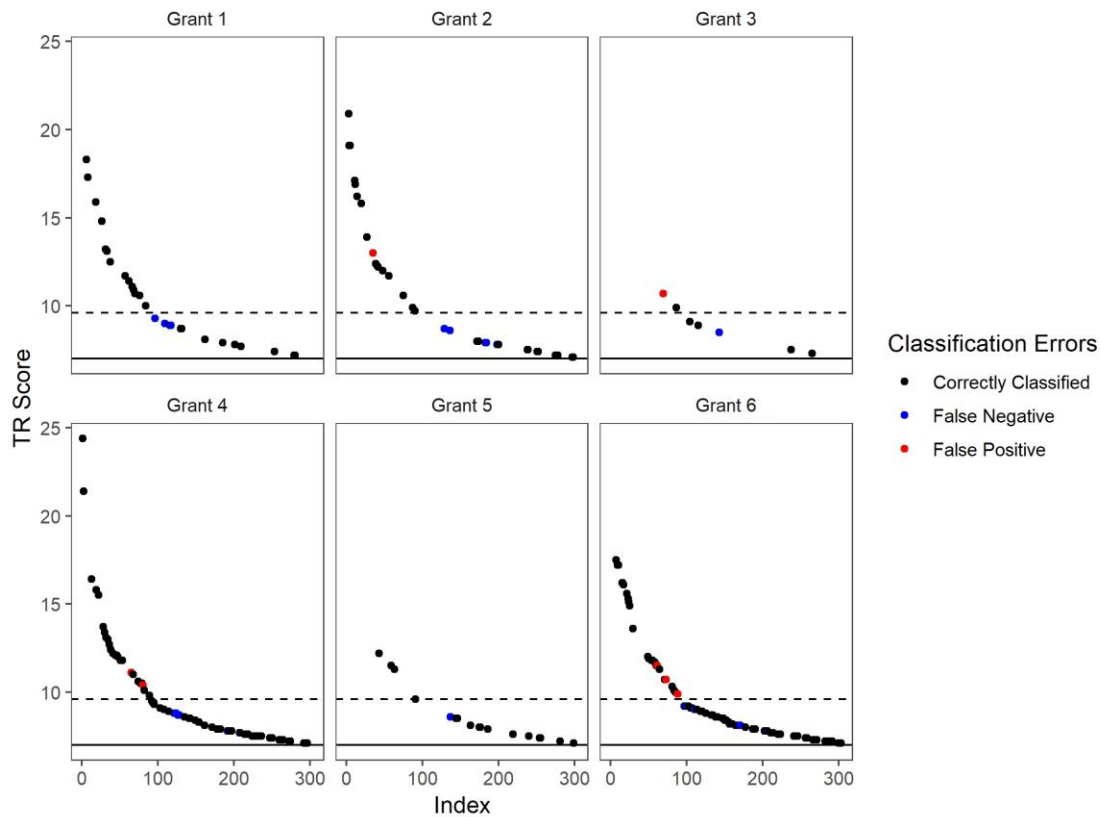 Grant 1 Grant 2 Grant 3
25
20
15
10
Grant 4 Grant 5 Grant 6
25
20
15
10
0 100 200 300 0 100 200 300 0 100 200 300
Index
TR Score
Classification Errors
Correctly Classified
False Negative
False Positive